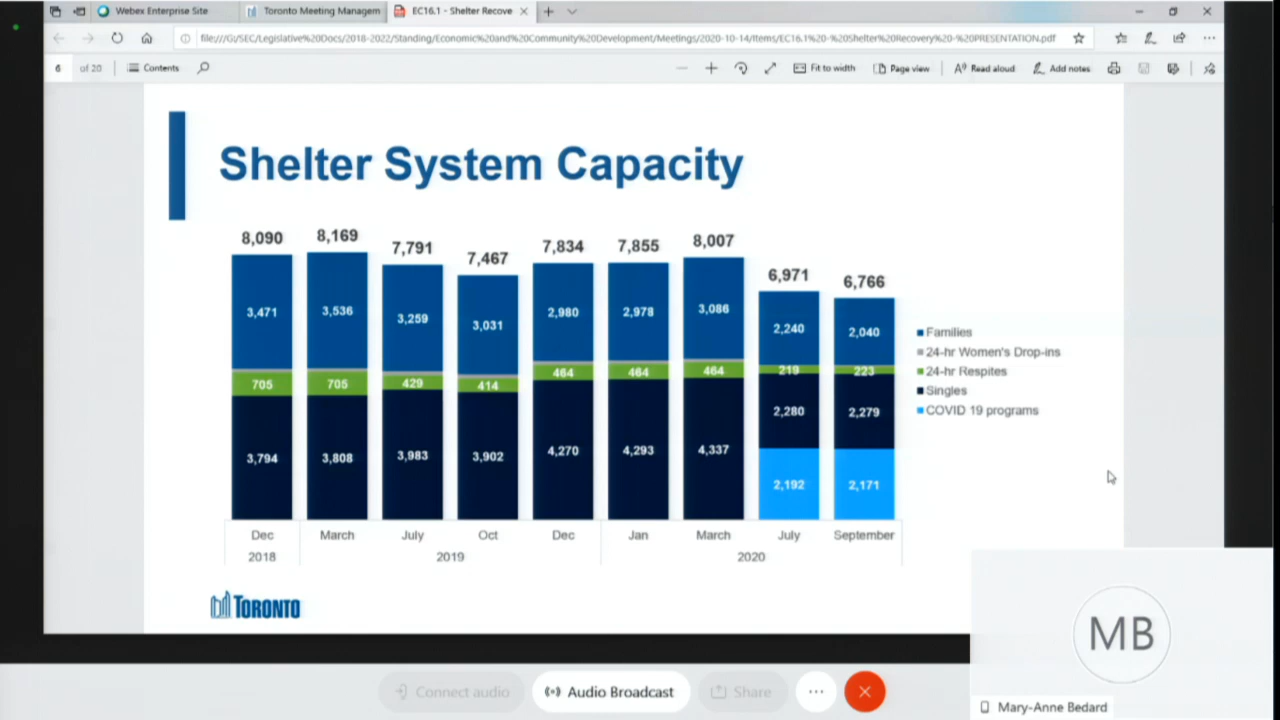 Webex Enterprise Site
Toronto Meeting Managem
EC16.1 - Shelter Recove
file:///G:/SEC/Legislative%20Docs/2018-2022/Standing/Economic%20and%20Community%20Development/Meetings/2020-10-14/Items/EC16.1%20-%20Shelter%20Recovery%20-%20PRESENTATION.pdf
6 of 20 Contents Fit to width Page view Read aloud Add notes
Shelter System Capacity
8,090 8,169 7,791 7,467 7,834 7,855 8,007 6,971 6,766
3,471 3,536 3,259 3,031 2,980 2,978 3,086 2,240 2,040
705 705 429 414 464 464 464 219 223
3,794 3,808 3,983 3,902 4,270 4,293 4,337 2,280 2,279
2,192 2,171
Families
24-hr Women's Drop-ins
24-hr Respites
Singles
COVID 19 programs
Dec March July Oct Dec Jan March July September
2018 2019 2020
TORONTO
MB
Connect audio
Audio Broadcast
Share
Mary-Anne Bedard